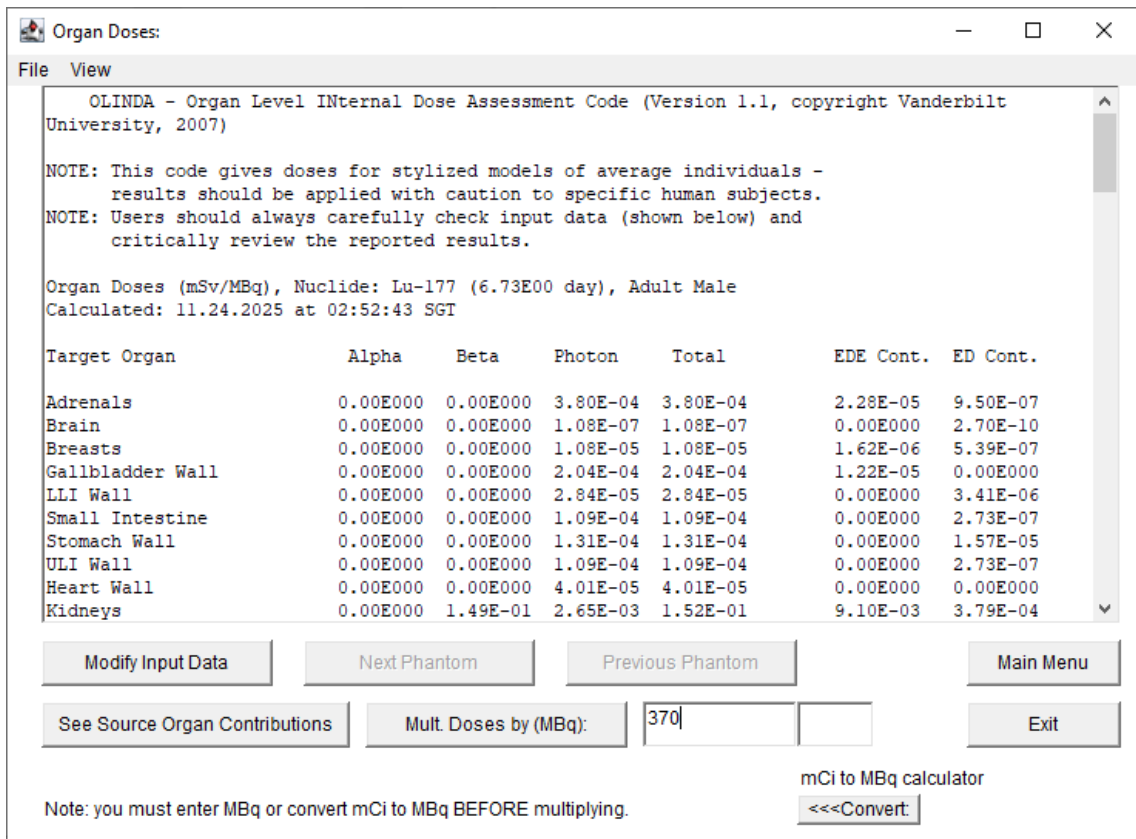 Organ Doses:
File View
OLINDA - Organ Level INternal Dose Assessment Code (Version 1.1, copyright Vanderbilt
University, 2007)
NOTE: This code gives doses for stylized models of average individuals -
results should be applied with caution to specific human subjects.
NOTE: Users should always carefully check input data (shown below) and
critically review the reported results.
Organ Doses (mSv/MBq), Nuclide: Lu-177 (6.73E00 day), Adult Male
Calculated: 11.24.2025 at 02:52:43 SGT
Target Organ Alpha Beta Photon Total EDE Cont. ED Cont.
Adrenals 0.00E000 0.00E000 3.80E-04 3.80E-04 2.28E-05 9.50E-07
Brain 0.00E000 0.00E000 1.08E-07 1.08E-07 0.00E000 2.70E-10
Breasts 0.00E000 0.00E000 1.08E-05 1.08E-05 1.62E-06 5.39E-07
Gallbladder Wall 0.00E000 0.00E000 2.04E-04 2.04E-04 1.22E-05 0.00E000
LLI Wall 0.00E000 0.00E000 2.84E-05 2.84E-05 0.00E000 3.41E-06
Small Intestine 0.00E000 0.00E000 1.09E-04 1.09E-04 0.00E000 2.73E-07
Stomach Wall 0.00E000 0.00E000 1.31E-04 1.31E-04 0.00E000 1.57E-05
ULI Wall 0.00E000 0.00E000 1.09E-04 1.09E-04 0.00E000 2.73E-07
Heart Wall 0.00E000 0.00E000 4.01E-05 4.01E-05 0.00E000 0.00E000
Kidneys 0.00E000 1.49E-01 2.65E-03 1.52E-01 9.10E-03 3.79E-04
Modify Input Data Next Phantom Previous Phantom Main Menu
See Source Organ Contributions Mult. Doses by (MBq): 370 Exit
mCi to MBq calculator
Note: you must enter MBq or convert mCi to MBq BEFORE multiplying. <<<Convert: